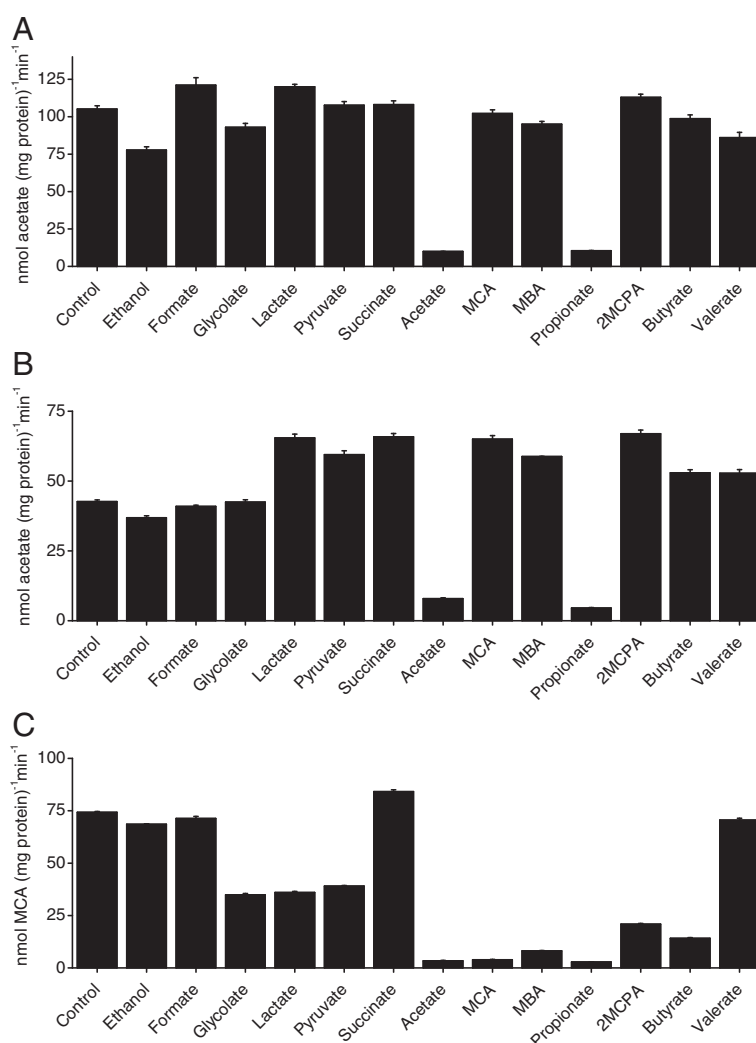 A
nmol acetate (mg protein)⁻¹min⁻¹
125
100
75
50
25
0
Control
Ethanol
Formate
Glycolate
Lactate
Pyruvate
Succinate
Acetate
MCA
MBA
Propionate
2MCPA
Butyrate
Valerate
B
nmol acetate (mg protein)⁻¹min⁻¹
75
50
25
0
Control
Ethanol
Formate
Glycolate
Lactate
Pyruvate
Succinate
Acetate
MCA
MBA
Propionate
2MCPA
Butyrate
Valerate
C
nmol MCA (mg protein)⁻¹min⁻¹
100
75
50
25
0
Control
Ethanol
Formate
Glycolate
Lactate
Pyruvate
Succinate
Acetate
MCA
MBA
Propionate
2MCPA
Butyrate
Valerate